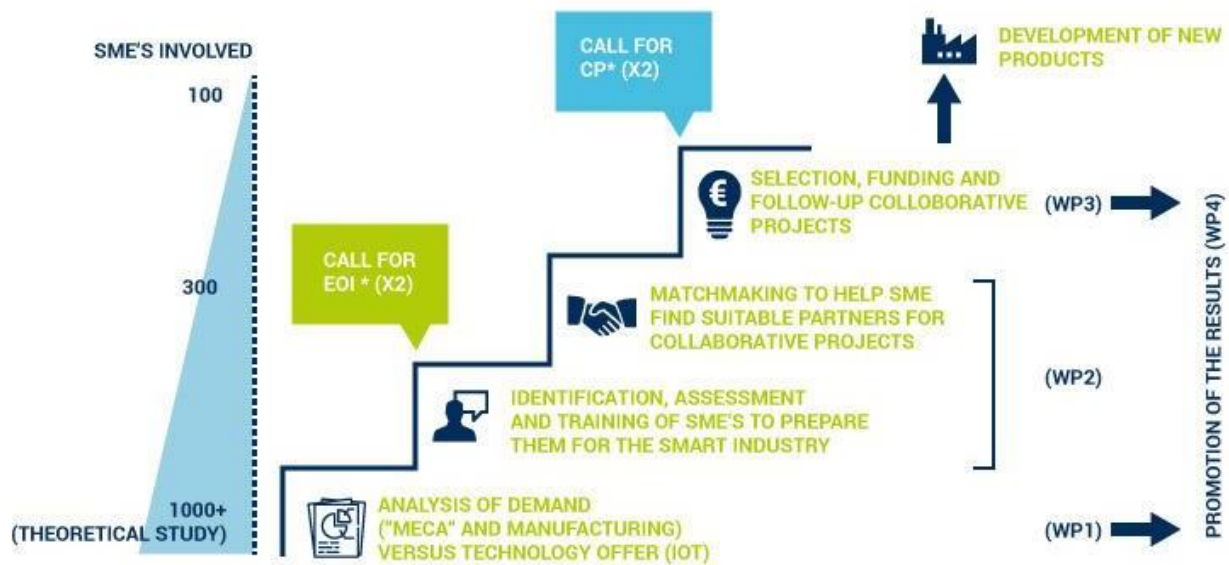 SME'S INVOLVED
100
300
1000+
(THEORETICAL STUDY)
CALL FOR
CP* (X2)
DEVELOPMENT OF NEW
PRODUCTS
€
SELECTION, FUNDING AND
FOLLOW-UP COLLOBORATIVE
PROJECTS
(WP3)
CALL FOR
EOI * (X2)
MATCHMAKING TO HELP SME
FIND SUITABLE PARTNERS FOR
COLLABORATIVE PROJECTS
(WP2)
IDENTIFICATION, ASSESSMENT
AND TRAINING OF SME'S TO PREPARE
THEM FOR THE SMART INDUSTRY
ANALYSIS OF DEMAND
("MECA" AND MANUFACTURING)
VERSUS TECHNOLOGY OFFER (IOT)
(WP1)
PROMOTION OF THE RESULTS (WP4)